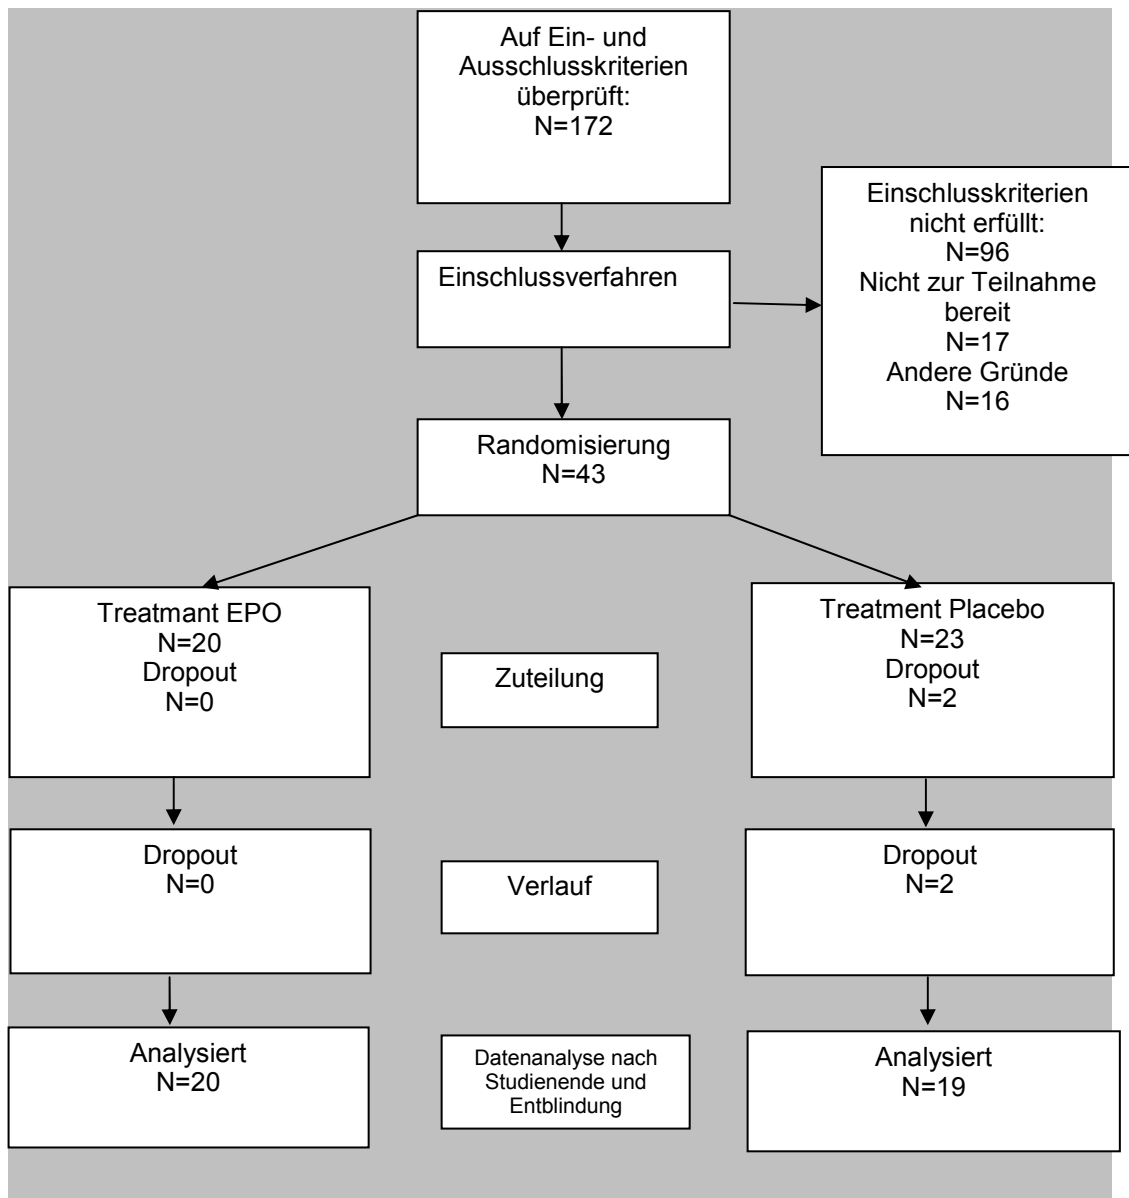 Auf Ein- und
Ausschlusskriterien
überprüft:
N=172
Einschlusskriterien
nicht erfüllt:
N=96
Nicht zur Teilnahme
bereit
N=17
Andere Gründe
N=16
Einschlussverfahren
Randomisierung
N=43
Treatmant EPO
N=20
Dropout
N=0
Zuteilung
Treatment Placebo
N=23
Dropout
N=2
Dropout
N=0
Verlauf
Dropout
N=2
Analysiert
N=20
Datenanalyse nach
Studienende und
Entblindung
Analysiert
N=19